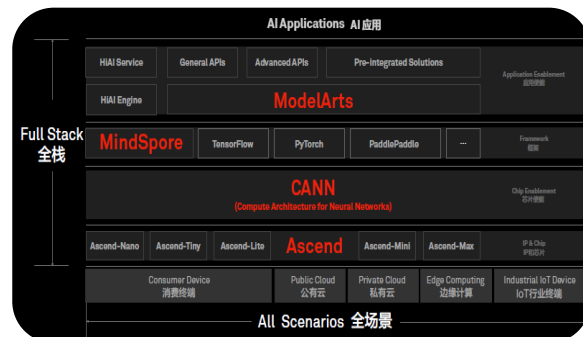 AI Applications AI 应用
HiAI Service
General APIs
Advanced APIs
Pre-Integrated Solutions
Application Enablement
应用使能
HiAI Engine
ModelArts
Full Stack
全栈
MindSpore
TensorFlow
PyTorch
PaddlePaddle
...
Framework
框架
CANN
(Compute Architecture for Neural Networks)
Chip Enablement
芯片使能
Ascend-Nano
Ascend-Tiny
Ascend-Lite
Ascend
Ascend-Mini
Ascend-Max
IP & Chip
IP和芯片
Consumer Device
消费终端
Public Cloud
公有云
Private Cloud
私有云
Edge Computing
边缘计算
Industrial IoT Device
IoT行业终端
All Scenarios 全场景